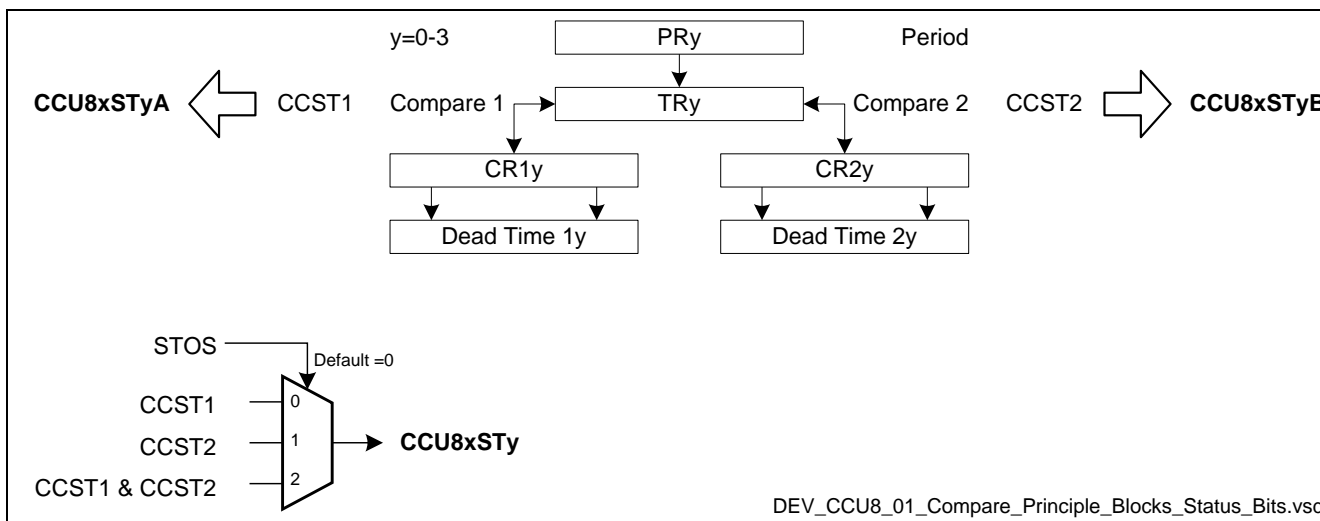 y=0-3 PRy Period
CCU8xSTyA CCST1 Compare 1 TRy Compare 2 CCST2 CCU8xSTyB
CR1y CR2y
Dead Time 1y Dead Time 2y
STOS
Default =0
CCST1 0
CCST2 1 CCU8xSTy
CCST1 & CCST2 2
DEV_CCU8_01_Compare_Principle_Blocks_Status_Bits.vsd